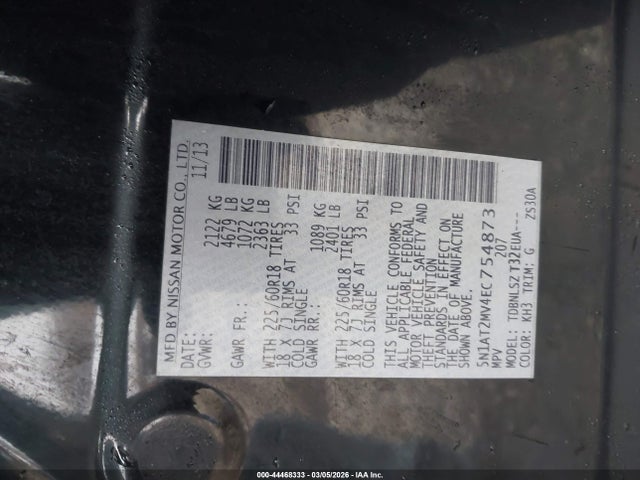 MFD BY NISSAN MOTOR CO., LTD.
DATE: 11/13
GVWR: 2122 KG
4679 LB
GAWR FR.: 1072 KG
2363 LB
WITH 225/60R18 TIRES
18 X 7J RIMS AT 33 PSI
COLD SINGLE
GAWR RR.: 1089 KG
2401 LB
WITH 225/60R18 TIRES
18 X 7J RIMS AT 33 PSI
COLD SINGLE
THIS VEHICLE CONFORMS TO
ALL APPLICABLE FEDERAL
MOTOR VEHICLE SAFETY AND
THEFT PREVENTION
STANDARDS IN EFFECT ON
THE DATE OF MANUFACTURE
SHOWN ABOVE.
5N1AT2MV4EC754873
MPV 207
MODEL: TDBNLSZT32EUA---
COLOR: KH3 TRIM: G ZS30A
000-44468333 — 03/05/2026 — IAA Inc.